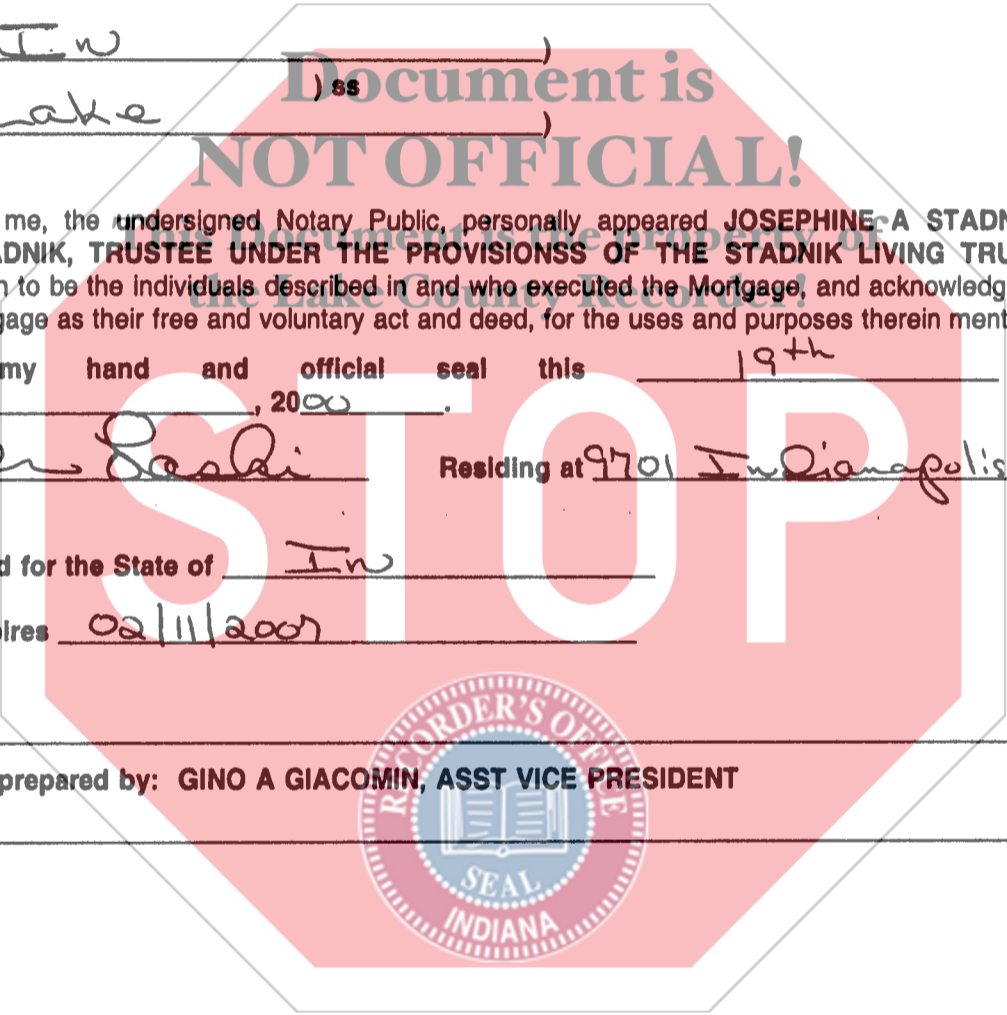 In )
) ss
Lake )
Document is
NOT OFFICIAL!
This Document is the property of
the Lake County Recorder!
me, the undersigned Notary Public, personally appeared JOSEPHINE A STADN
ADNIK, TRUSTEE UNDER THE PROVISIONSS OF THE STADNIK LIVING TRU
n to be the individuals described in and who executed the Mortgage, and acknowledg
gage as their free and voluntary act and deed, for the uses and purposes therein ment
my hand and official seal this 19th
, 2000 .
Residing at 9701 Indianapolis
d for the State of In
pires 02/11/2007
STOP
prepared by: GINO A GIACOMIN, ASST VICE PRESIDENT
RECORDER'S OFFICE
SEAL
INDIANA